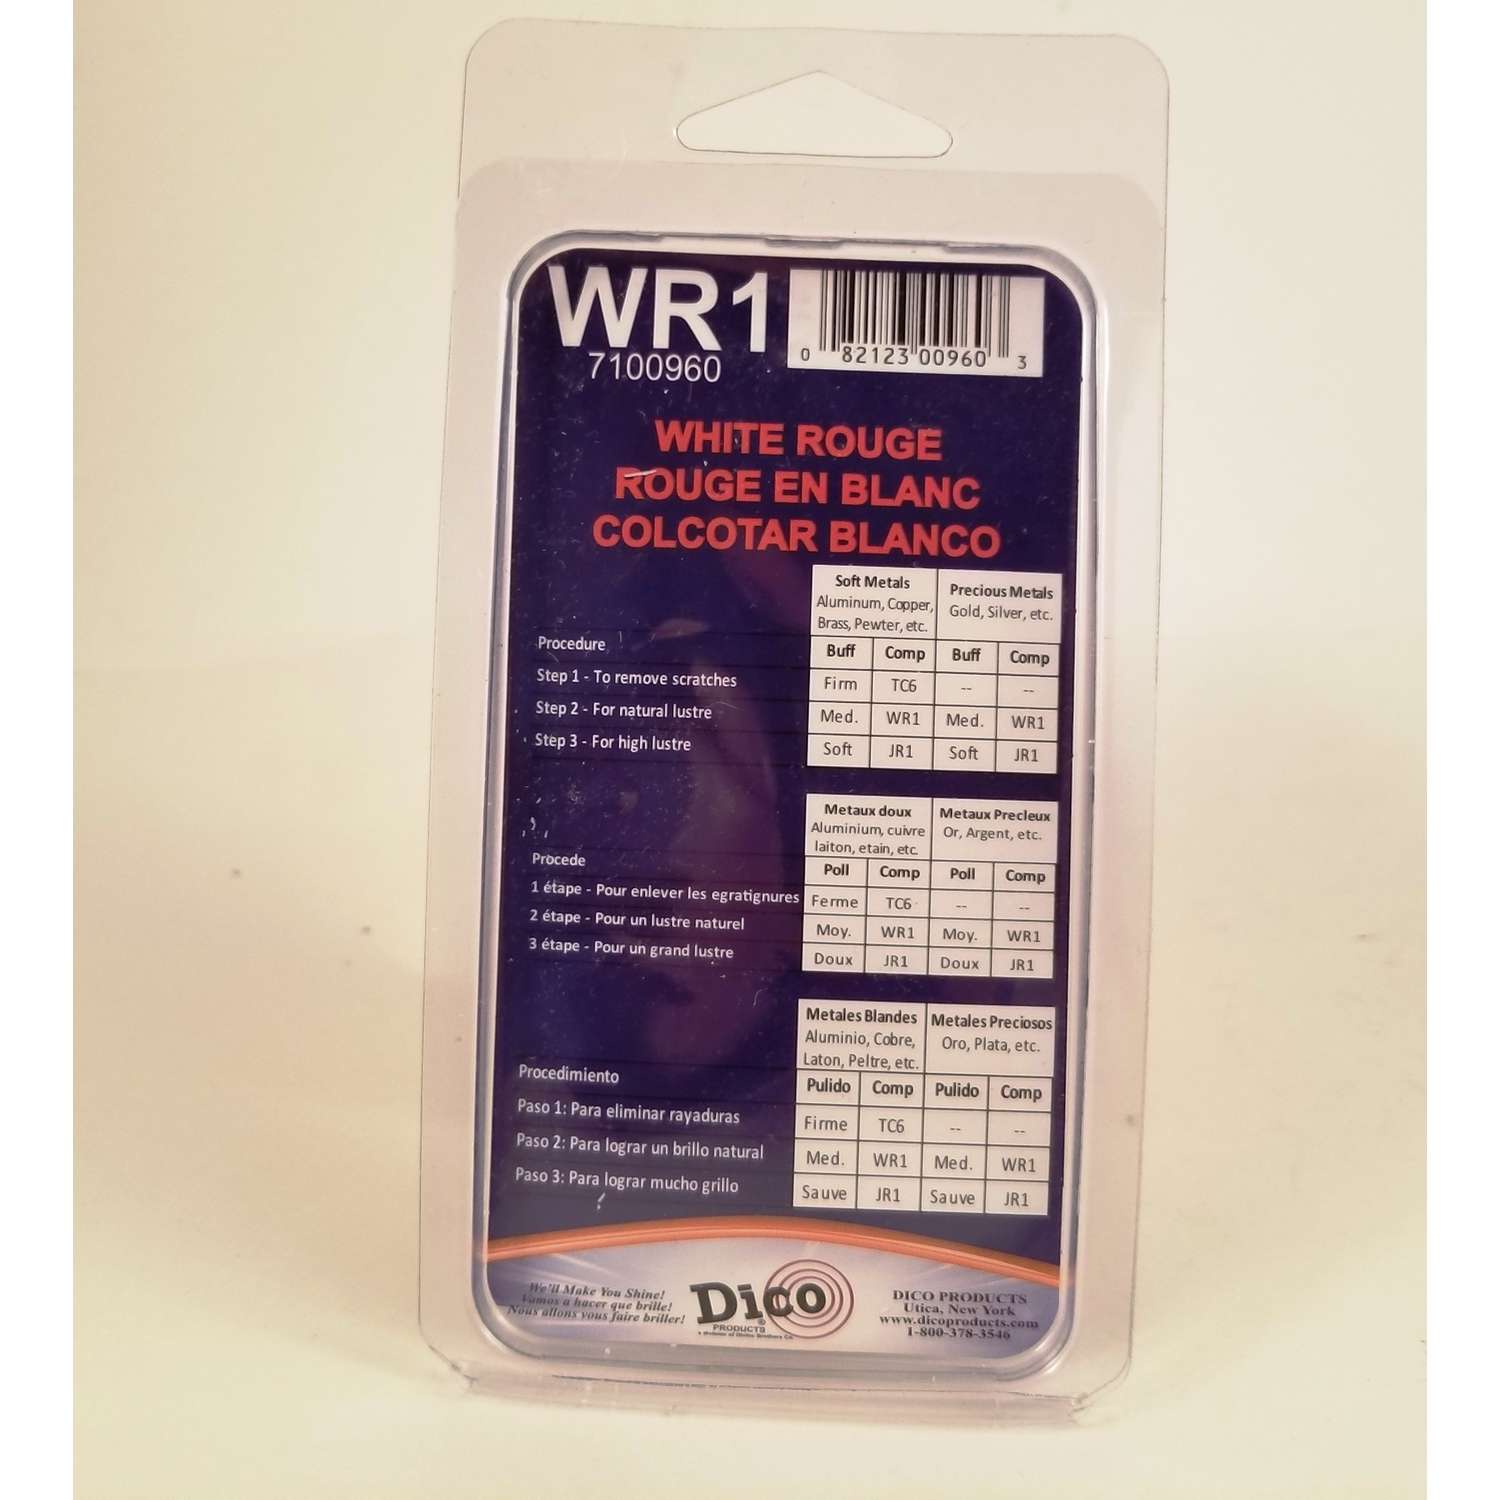 WR1
7100960
0 82123 00960 3
WHITE ROUGE
ROUGE EN BLANC
COLCOTAR BLANCO
Soft Metals Precious Metals
Aluminum, Copper, Gold, Silver, etc.
Brass, Pewter, etc.
Procedure Buff Comp Buff Comp
Step 1 - To remove scratches Firm TC6 -- --
Step 2 - For natural lustre Med. WR1 Med. WR1
Step 3 - For high lustre Soft JR1 Soft JR1
Metaux doux Metaux Precleux
Aluminium, cuivre Or, Argent, etc.
laiton, etain, etc.
Procede Poll Comp Poll Comp
1 étape - Pour enlever les egratignures Ferme TC6 -- --
2 étape - Pour un lustre naturel Moy. WR1 Moy. WR1
3 étape - Pour un grand lustre Doux JR1 Doux JR1
Metales Blandes Metales Preciosos
Aluminio, Cobre, Oro, Plata, etc.
Laton, Peltre, etc.
Procedimiento Pulido Comp Pulido Comp
Paso 1: Para eliminar rayaduras Firme TC6 -- --
Paso 2: Para lograr un brillo natural Med. WR1 Med. WR1
Paso 3: Para lograr mucho grillo Sauve JR1 Sauve JR1
We'll Make You Shine!
Vamos a hacer que brille!
Nous allons vous faire briller!
Dico®
PRODUCTS
a division of Divine Brothers Co.
DICO PRODUCTS
Utica, New York
www.dicoproducts.com
1-800-378-3546